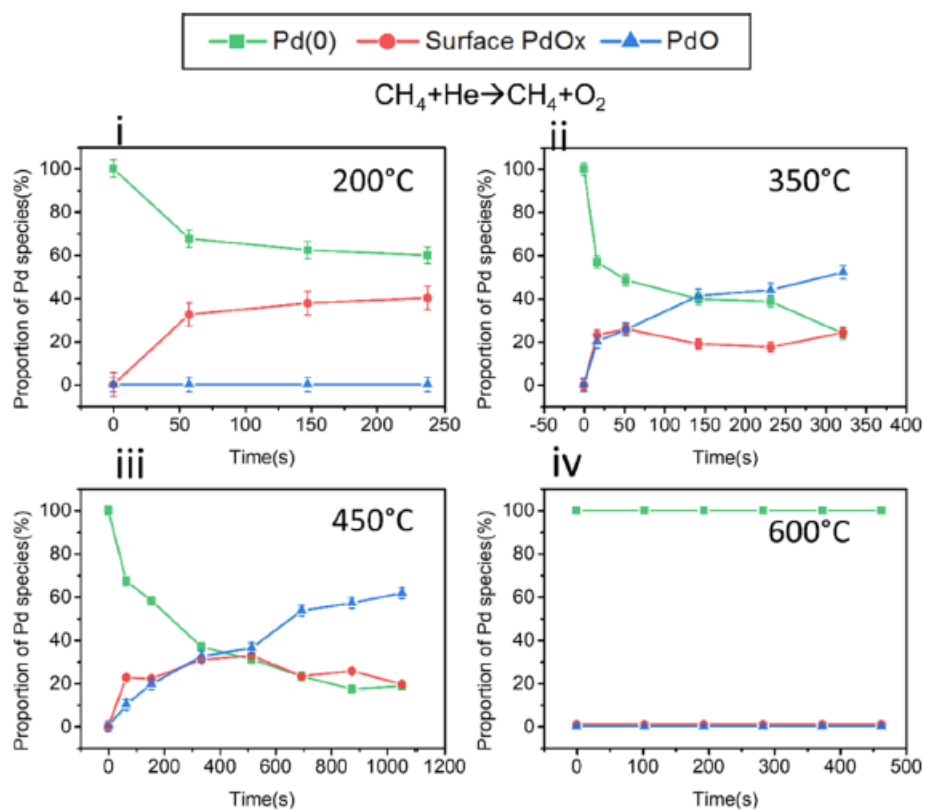 Pd(0) Surface PdOx PdO
CH₄+He→CH₄+O₂
i
200°C
Proportion of Pd species(%)
100
80
60
40
20
0
0 50 100 150 200 250
Time(s)
ii
350°C
Proportion of Pd species(%)
100
80
60
40
20
0
-50 0 50 100 150 200 250 300 350 400
Time(s)
iii
450°C
Proportion of Pd species(%)
100
80
60
40
20
0
0 200 400 600 800 1000 1200
Time(s)
iv
600°C
Proportion of Pd species(%)
100
80
60
40
20
0
0 100 200 300 400 500
Time(s)